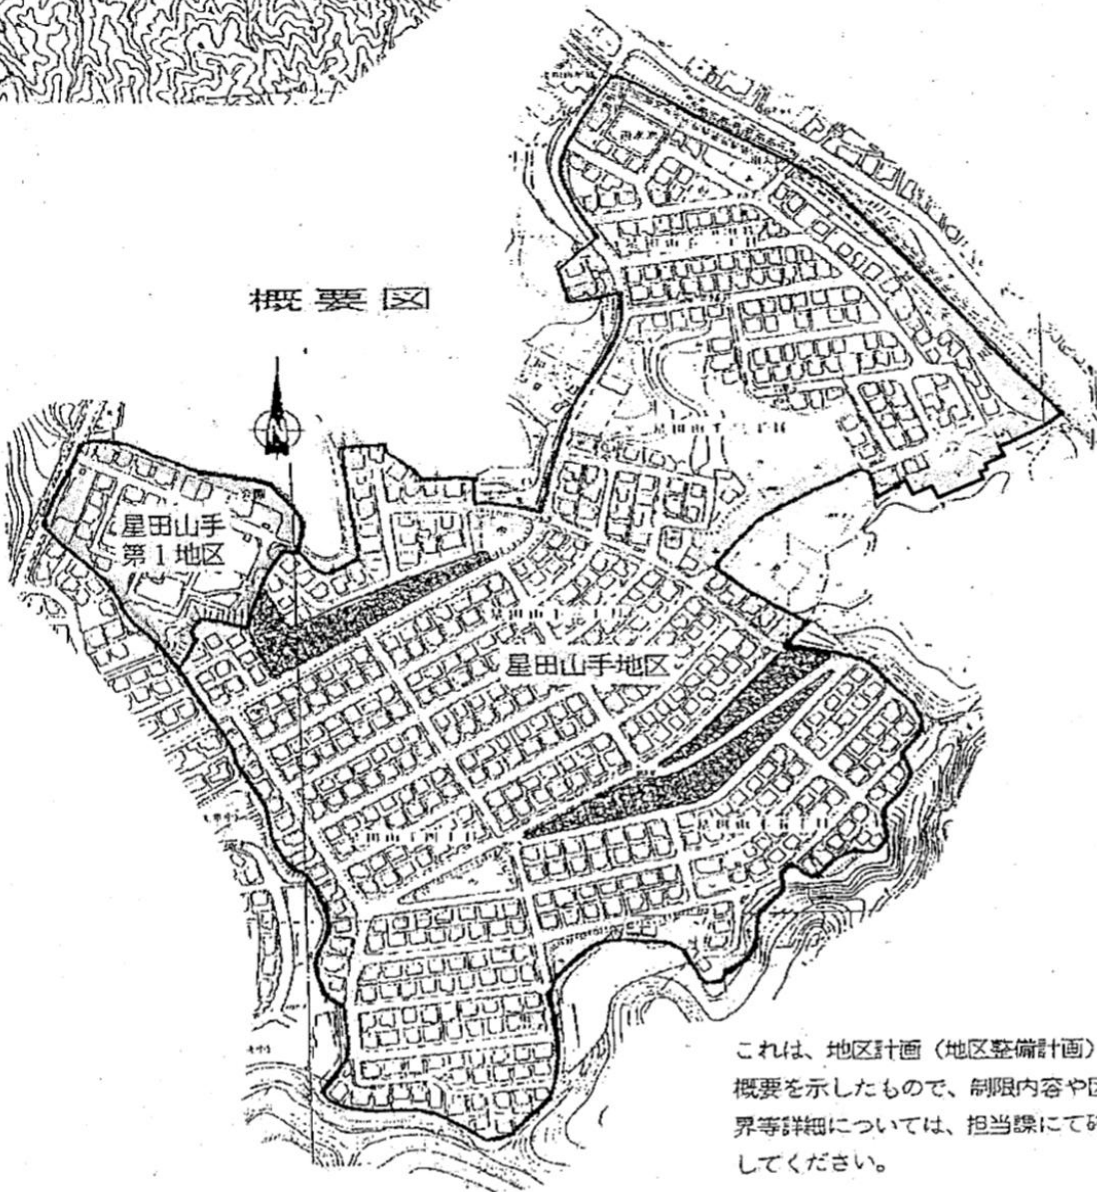 概要図
N
公園
星田山手
第1地区
星田山手地区
これは、地区計画（地区整備計画）
概要を示したもので、制限内容や区
界等詳細については、担当課にて確
してください。